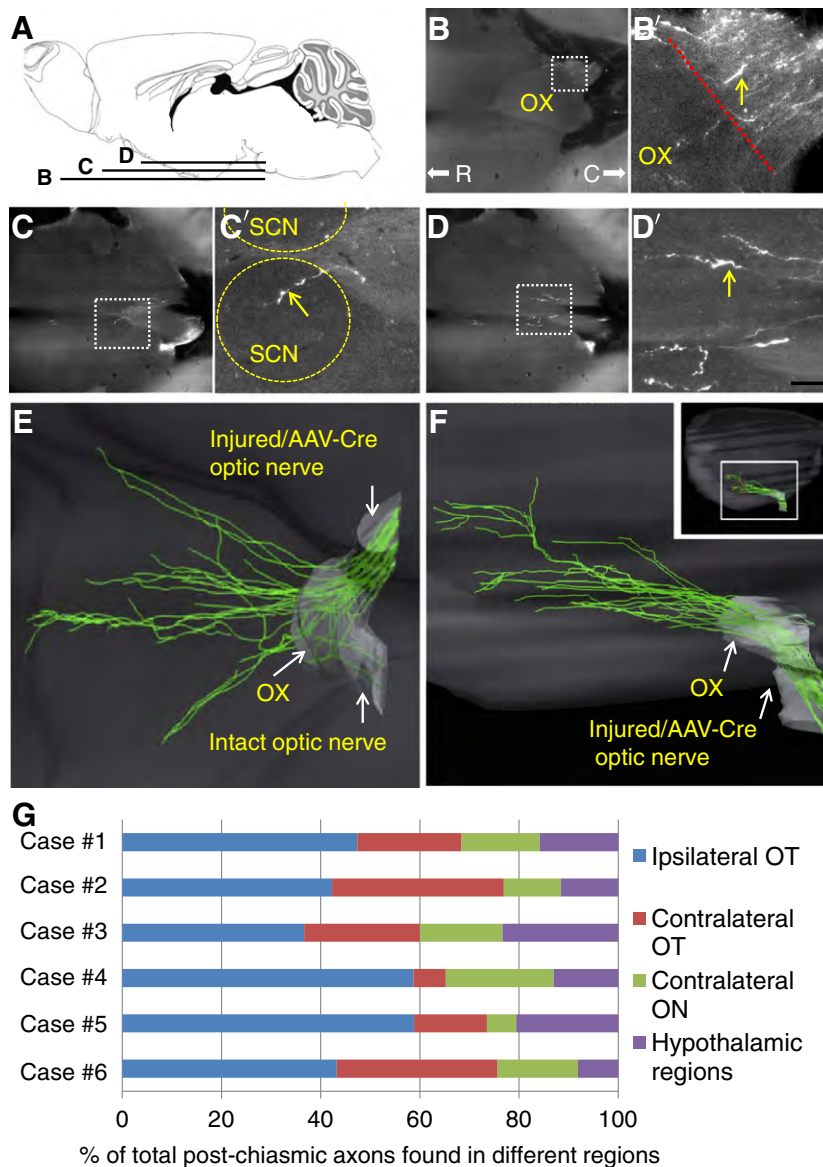 A
D
C
B
B
OX
R
C
B′
OX
C
C′
SCN
SCN
D
D′
E
Injured/AAV-Cre
optic nerve
OX
Intact optic nerve
F
OX
Injured/AAV-Cre
optic nerve
G
Case #1
Case #2
Case #3
Case #4
Case #5
Case #6
0 20 40 60 80 100
% of total post-chiasmic axons found in different regions
Ipsilateral OT
Contralateral
OT
Contralateral
ON
Hypothalamic
regions